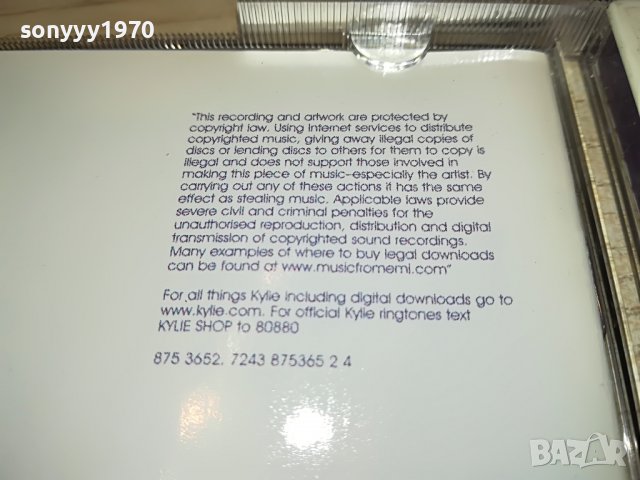 sonyyy1970
"This recording and artwork are protected by
copyright law. Using internet services to distribute
copyrighted music, giving away illegal copies of
discs or lending discs to others for them to copy is
illegal and does not support those involved in
making this piece of music--especially the artist. By
carrying out any of these actions it has the same
effect as stealing music. Applicable laws provide
severe civil and criminal penalties for the
unauthorised reproduction, distribution and digital
transmission of copyrighted sound recordings.
Many examples of where to buy legal downloads
can be found at www.musicfromemi.com"
For all things Kylie including digital downloads go to
www.kylie.com. For official Kylie ringtones text
KYLIE SHOP to 80880
875 3652. 7243 875365 2 4
BAZAR